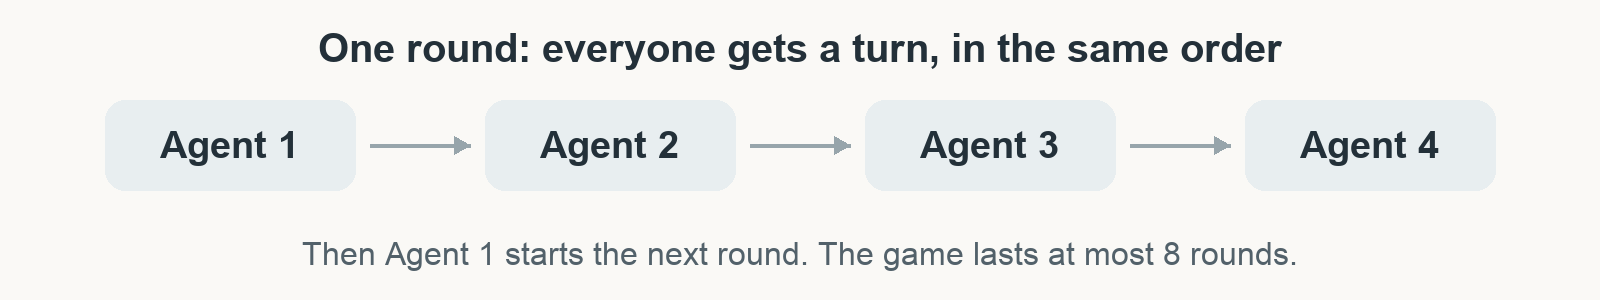 One round: everyone gets a turn, in the same order
Agent 1
Agent 2
Agent 3
Agent 4
Then Agent 1 starts the next round. The game lasts at most 8 rounds.